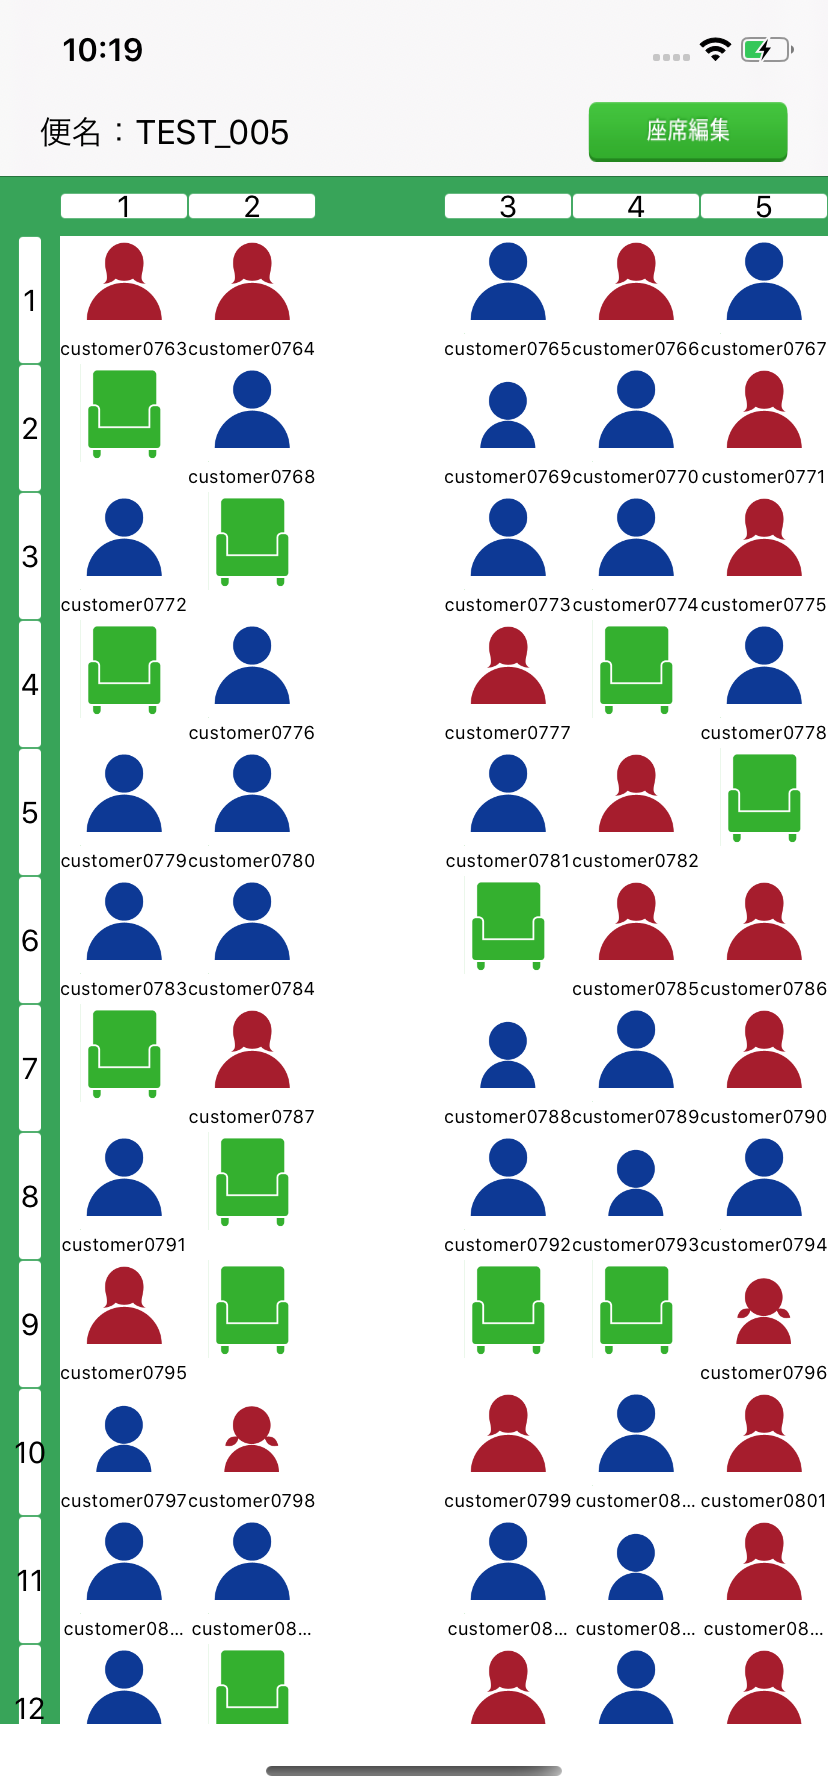 10:19
便名：TEST_005
座席編集
1 2 3 4 5
1
customer0763 customer0764 customer0765 customer0766 customer0767
2
customer0768 customer0769 customer0770 customer0771
3
customer0772 customer0773 customer0774 customer0775
4
customer0776 customer0777 customer0778
5
customer0779 customer0780 customer0781 customer0782
6
customer0783 customer0784 customer0785 customer0786
7
customer0787 customer0788 customer0789 customer0790
8
customer0791 customer0792 customer0793 customer0794
9
customer0795 customer0796
10
customer0797 customer0798 customer0799 customer08... customer0801
11
customer08... customer08... customer08... customer08... customer08...
12